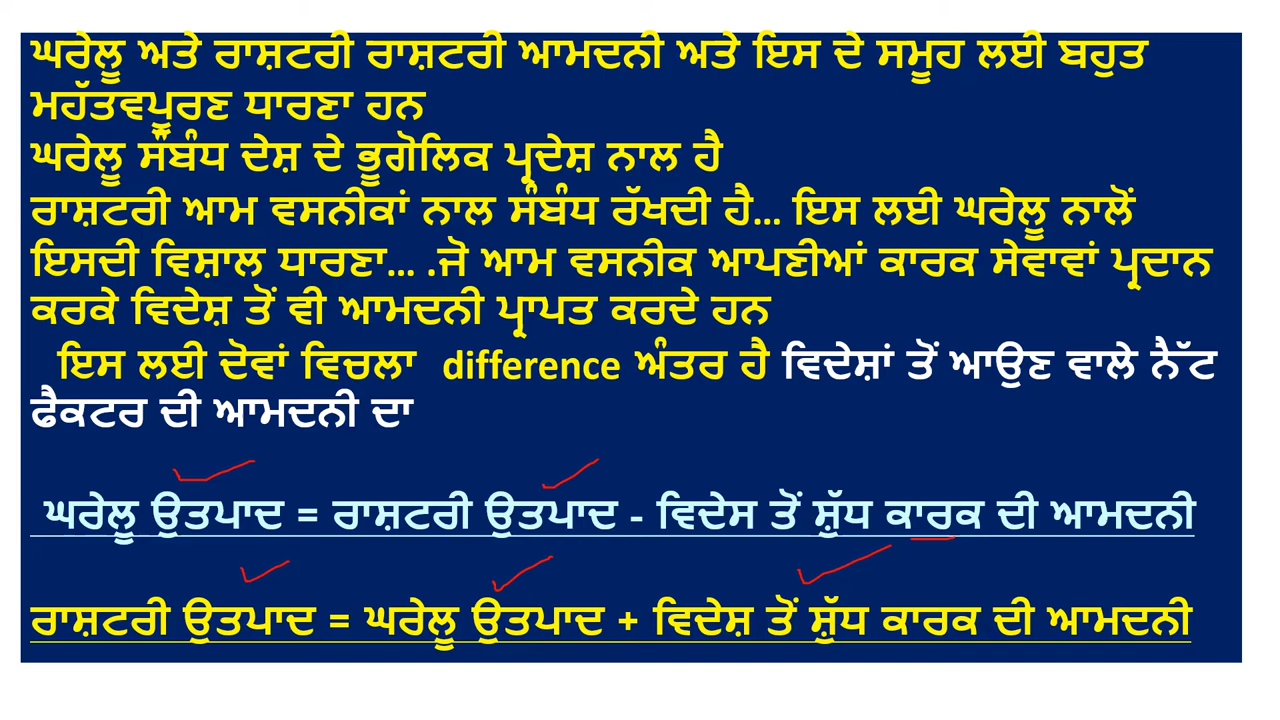 ਘਰੇਲੂ ਅਤੇ ਰਾਸ਼ਟਰੀ ਰਾਸ਼ਟਰੀ ਆਮਦਨੀ ਅਤੇ ਇਸ ਦੇ ਸਮੂਹ ਲਈ ਬਹੁਤ
ਮਹੱਤਵਪੂਰਣ ਧਾਰਣਾ ਹਨ
ਘਰੇਲੂ ਸੰਬੰਧ ਦੇਸ਼ ਦੇ ਭੂਗੋਲਿਕ ਪ੍ਰਦੇਸ਼ ਨਾਲ ਹੈ
ਰਾਸ਼ਟਰੀ ਆਮ ਵਸਨੀਕਾਂ ਨਾਲ ਸੰਬੰਧ ਰੱਖਦੀ ਹੈ... ਇਸ ਲਈ ਘਰੇਲੂ ਨਾਲੋਂ
ਇਸਦੀ ਵਿਸ਼ਾਲ ਧਾਰਣਾ... .ਜੋ ਆਮ ਵਸਨੀਕ ਆਪਣੀਆਂ ਕਾਰਕ ਸੇਵਾਵਾਂ ਪ੍ਰਦਾਨ
ਕਰਕੇ ਵਿਦੇਸ਼ ਤੋਂ ਵੀ ਆਮਦਨੀ ਪ੍ਰਾਪਤ ਕਰਦੇ ਹਨ
ਇਸ ਲਈ ਦੋਵਾਂ ਵਿਚਲਾ difference ਅੰਤਰ ਹੈ ਵਿਦੇਸ਼ਾਂ ਤੋਂ ਆਉਣ ਵਾਲੇ ਨੈੱਟ
ਫੈਕਟਰ ਦੀ ਆਮਦਨੀ ਦਾ
ਘਰੇਲੂ ਉਤਪਾਦ = ਰਾਸ਼ਟਰੀ ਉਤਪਾਦ - ਵਿਦੇਸ ਤੋਂ ਸ਼ੁੱਧ ਕਾਰਕ ਦੀ ਆਮਦਨੀ
ਰਾਸ਼ਟਰੀ ਉਤਪਾਦ = ਘਰੇਲੂ ਉਤਪਾਦ + ਵਿਦੇਸ਼ ਤੋਂ ਸ਼ੁੱਧ ਕਾਰਕ ਦੀ ਆਮਦਨੀ